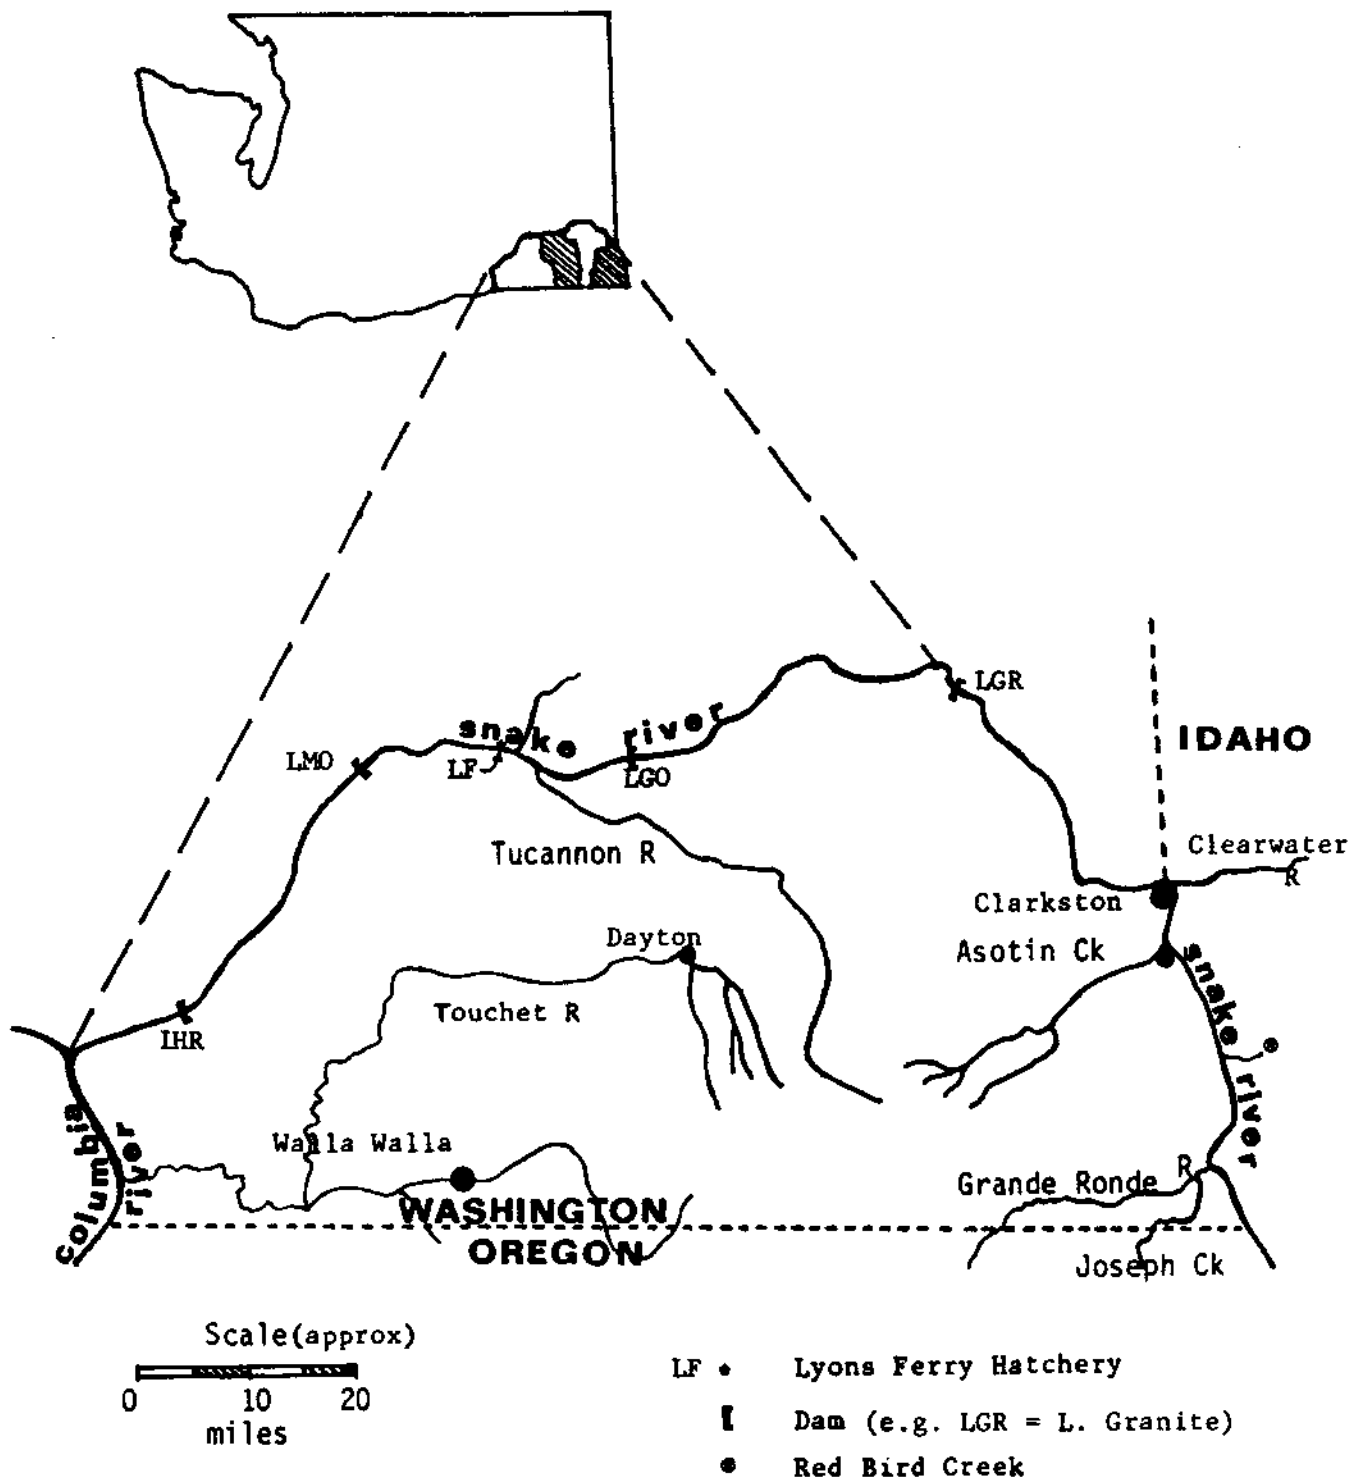 LGR
snake river
IDAHO
LMO
LF
LGO
Clearwater
R
Tucannon R
Clarkston
Dayton
Asotin Ck
snake river
Touchet R
IHR
columbia
river
Walla Walla
Grande Ronde R
WASHINGTON
OREGON
Joseph Ck
Scale(approx)
0 10 20
miles
LF Lyons Ferry Hatchery
Dam (e.g. LGR = L. Granite)
Red Bird Creek